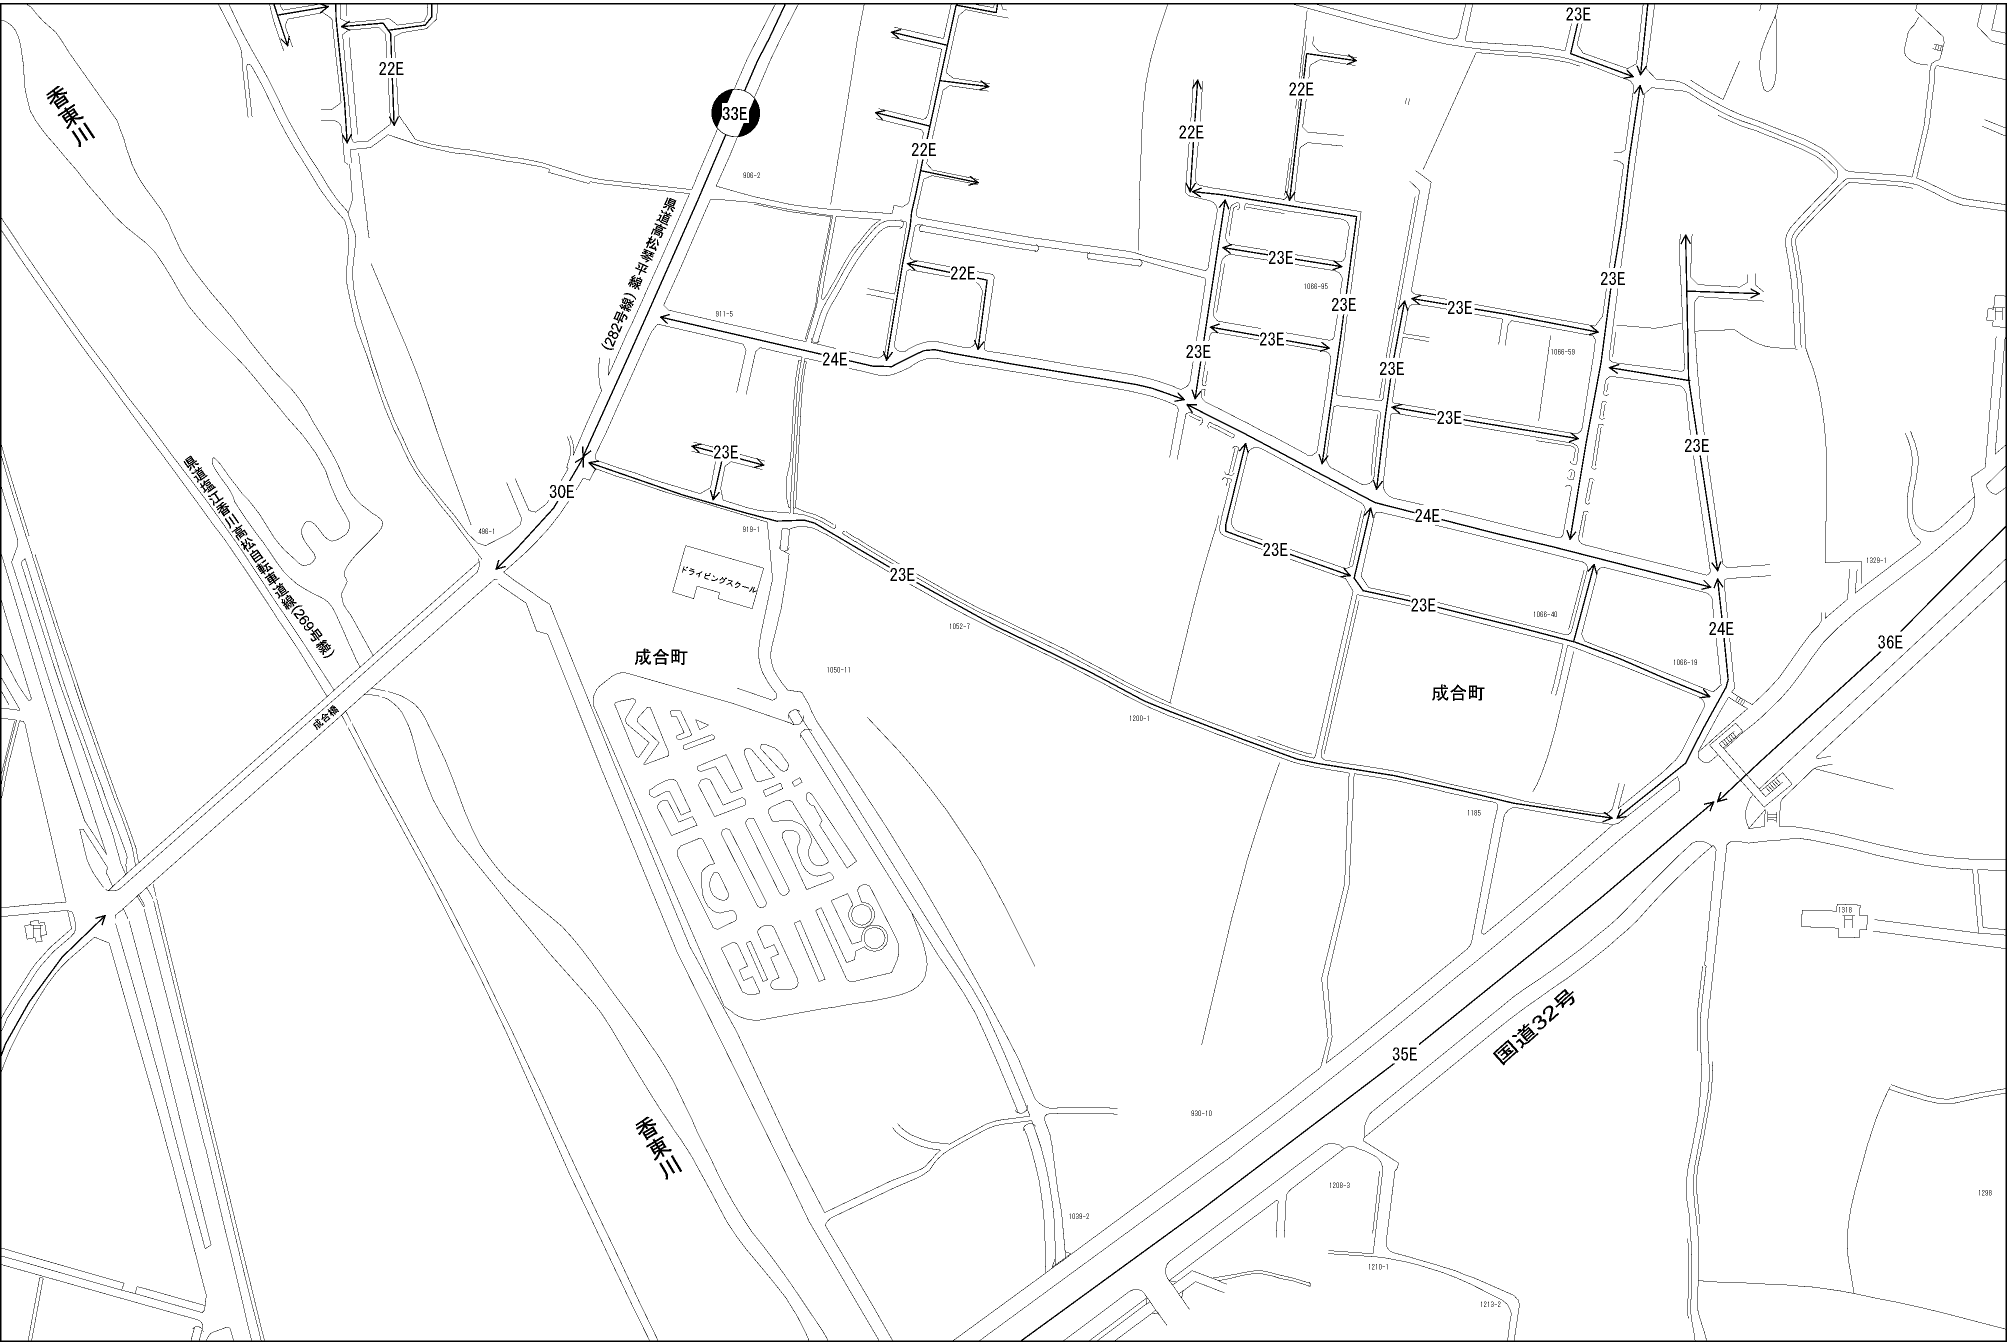 23E
22E
香東川
33E
22E
22E
22E
22E
906-2
県道高松琴平線(282号線)
23E
22E
23E
1066-95
23E
23E
911-5
23E
23E
23E
1066-59
24E
23E
23E
23E
23E
23E
県道塩江香川高松自転車道線(269号線)
30E
496-1
919-1
24E
23E
1329-1
ドライビングスクール
23E
23E
1052-7
1066-40
24E
36E
成合町
1050-11
1066-19
成合町
成合橋
1200-1
1185
1318
国道32号
35E
930-10
香東川
1208-3
1298
1039-2
1210-1
1213-2